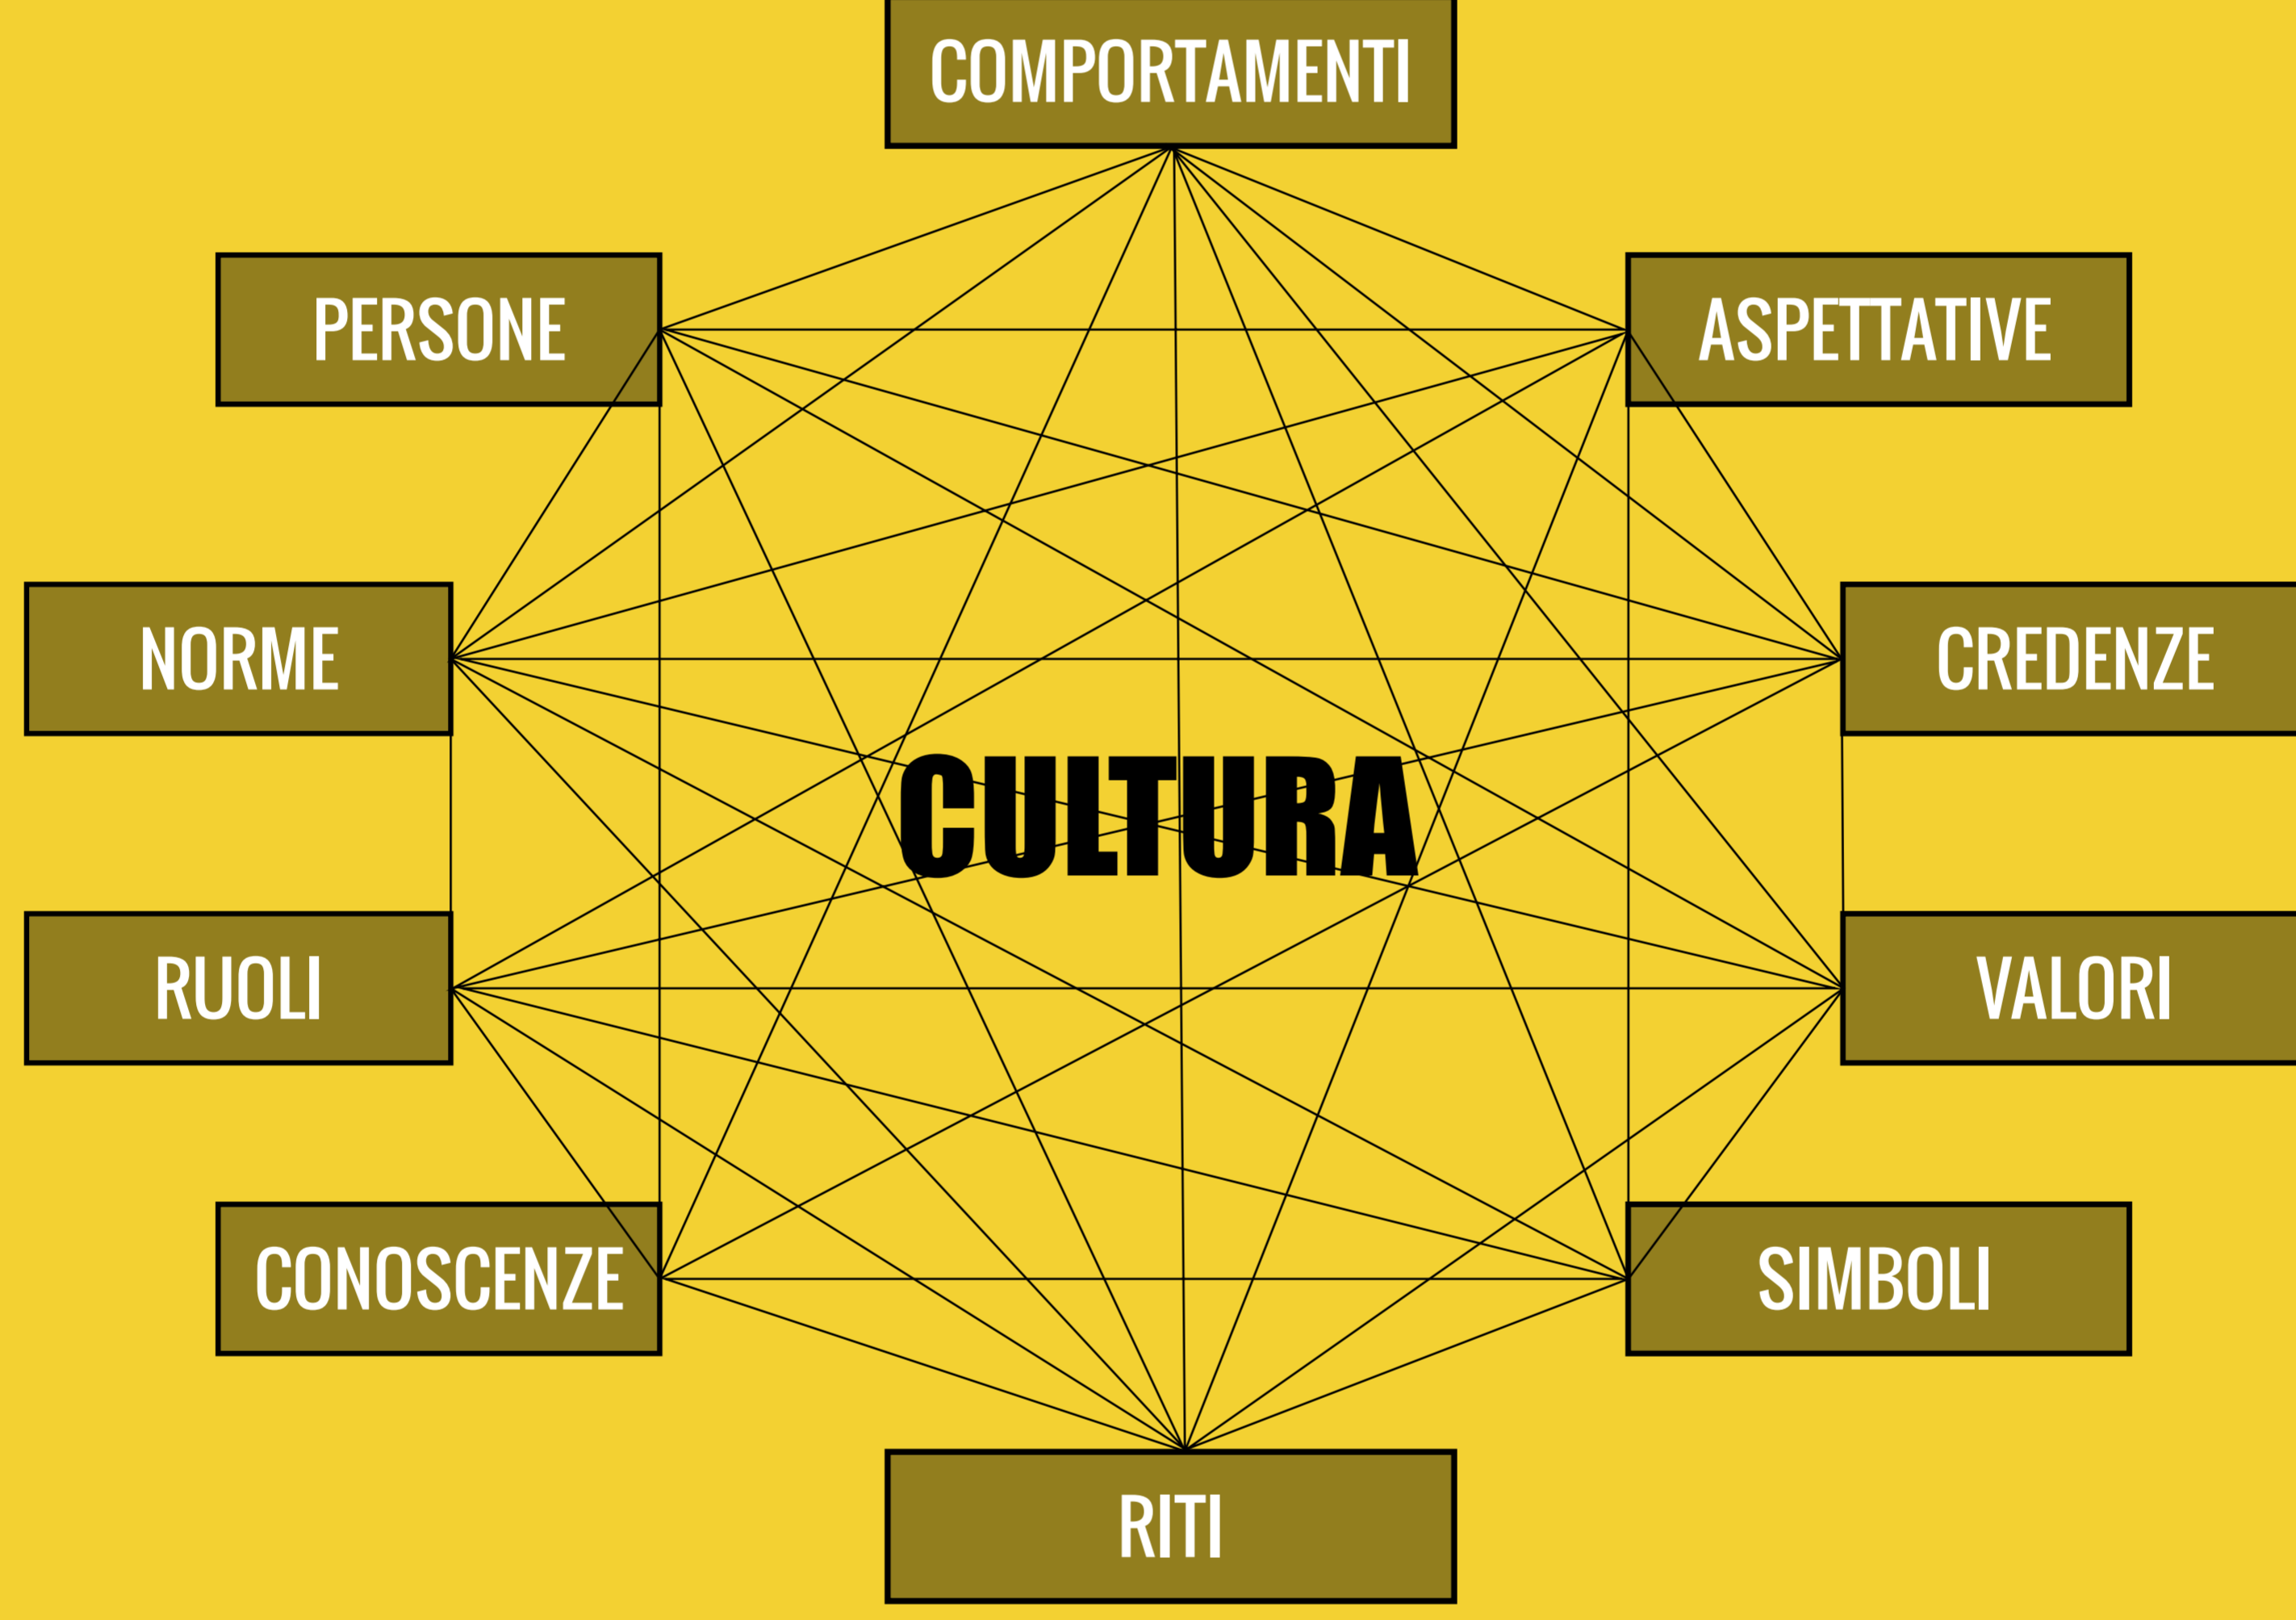 COMPORTAMENTI
PERSONE
ASPETTATIVE
NORME
CREDENZE
CULTURA
RUOLI
VALORI
CONOSCENZE
SIMBOLI
RITI